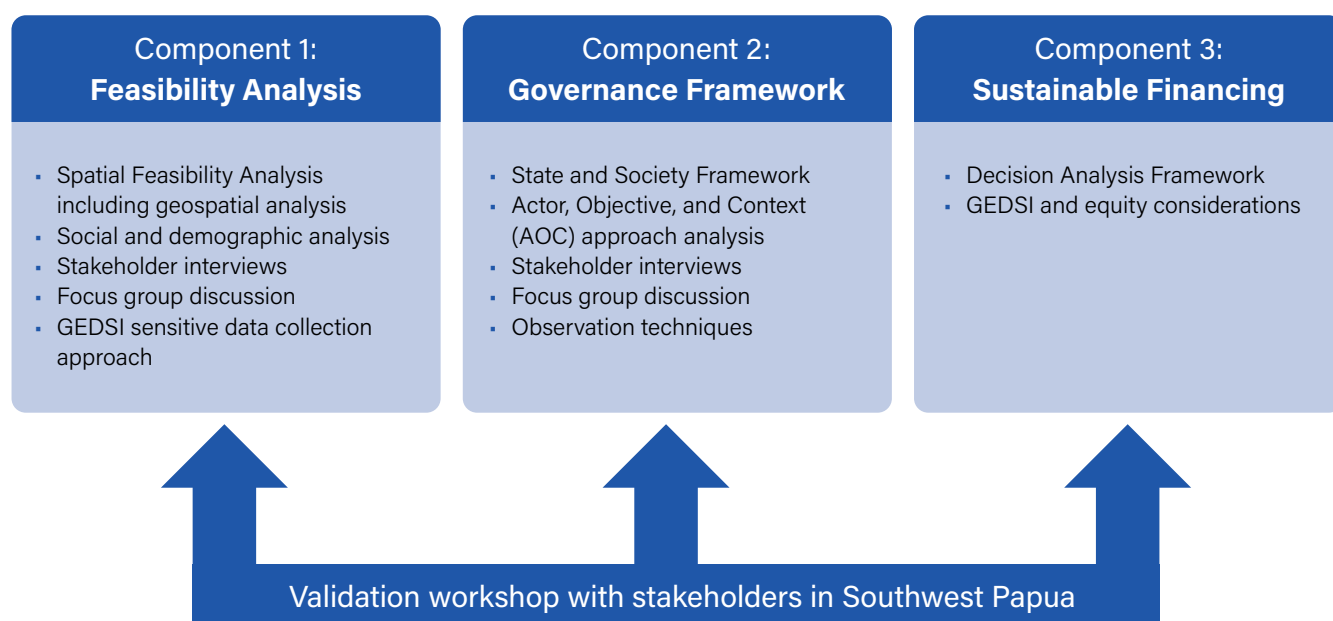 Component 1:
Feasibility Analysis
▪ Spatial Feasibility Analysis
including geospatial analysis
▪ Social and demographic analysis
▪ Stakeholder interviews
▪ Focus group discussion
▪ GEDSI sensitive data collection
approach
Component 2:
Governance Framework
▪ State and Society Framework
▪ Actor, Objective, and Context
(AOC) approach analysis
▪ Stakeholder interviews
▪ Focus group discussion
▪ Observation techniques
Component 3:
Sustainable Financing
▪ Decision Analysis Framework
▪ GEDSI and equity considerations
Validation workshop with stakeholders in Southwest Papua